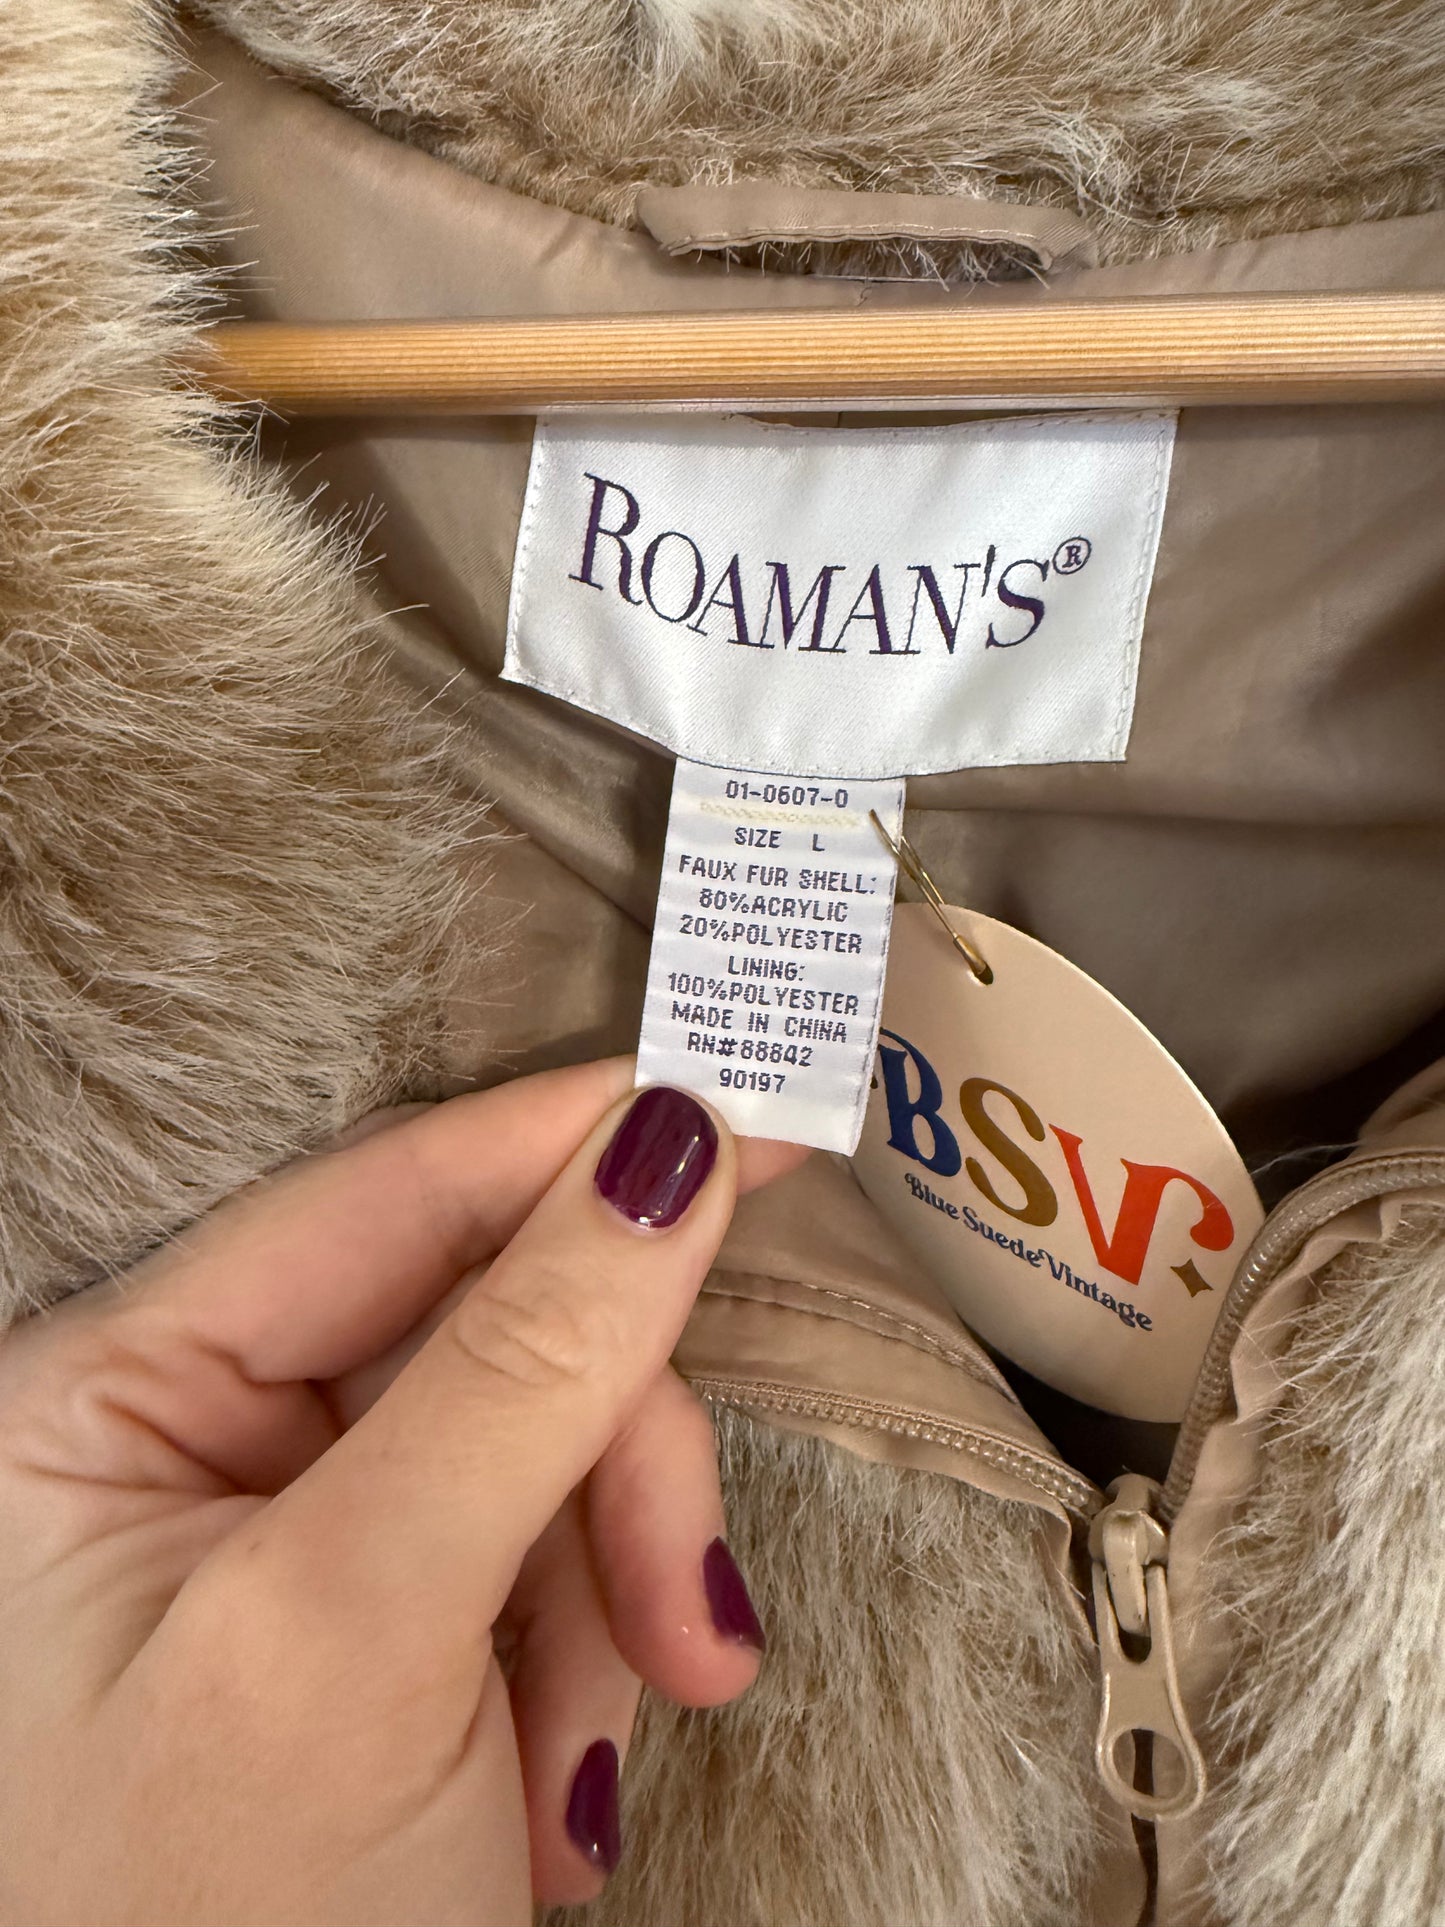 ROAMAN'S®
01-0607-0
SIZE L
FAUX FUR SHELL:
80%ACRYLIC
20%POLYESTER
LINING:
100%POLYESTER
MADE IN CHINA
RN#88842
90197
BSV
Blue Suede Vintage